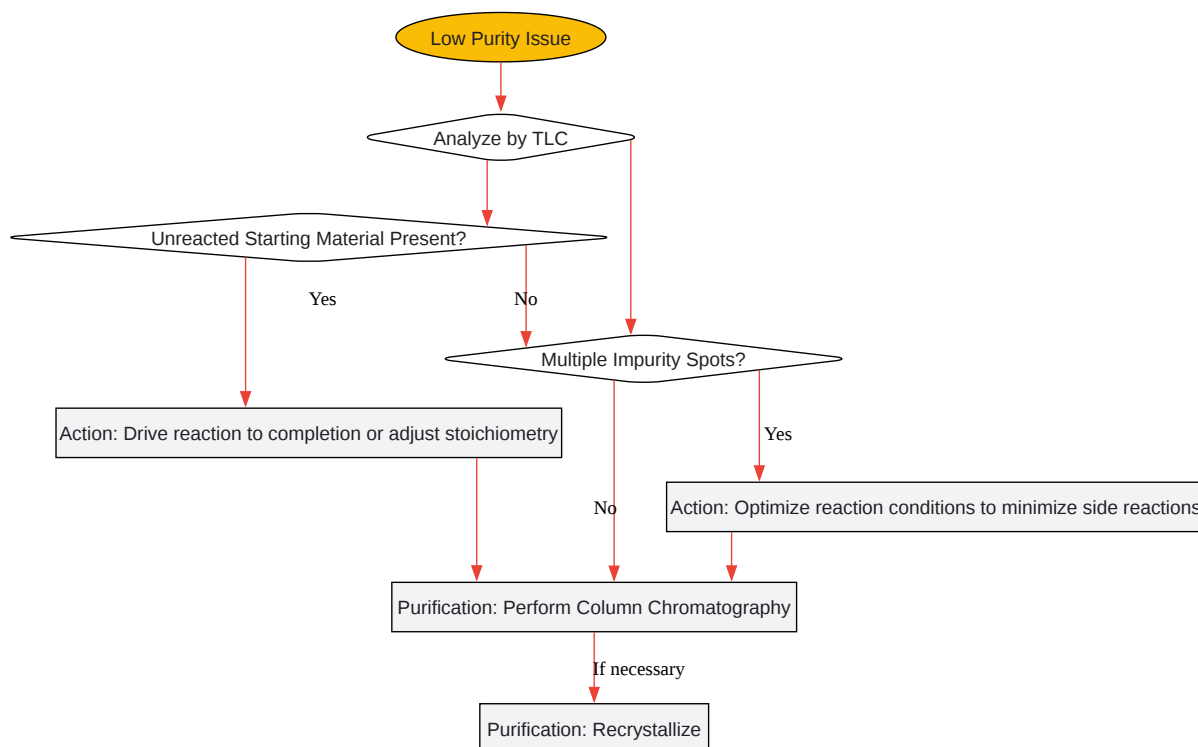 Low Purity Issue
Analyze by TLC
Unreacted Starting Material Present?
Yes
No
Multiple Impurity Spots?
Action: Drive reaction to completion or adjust stoichiometry
Yes
No
Action: Optimize reaction conditions to minimize side reactions
Purification: Perform Column Chromatography
If necessary
Purification: Recrystallize